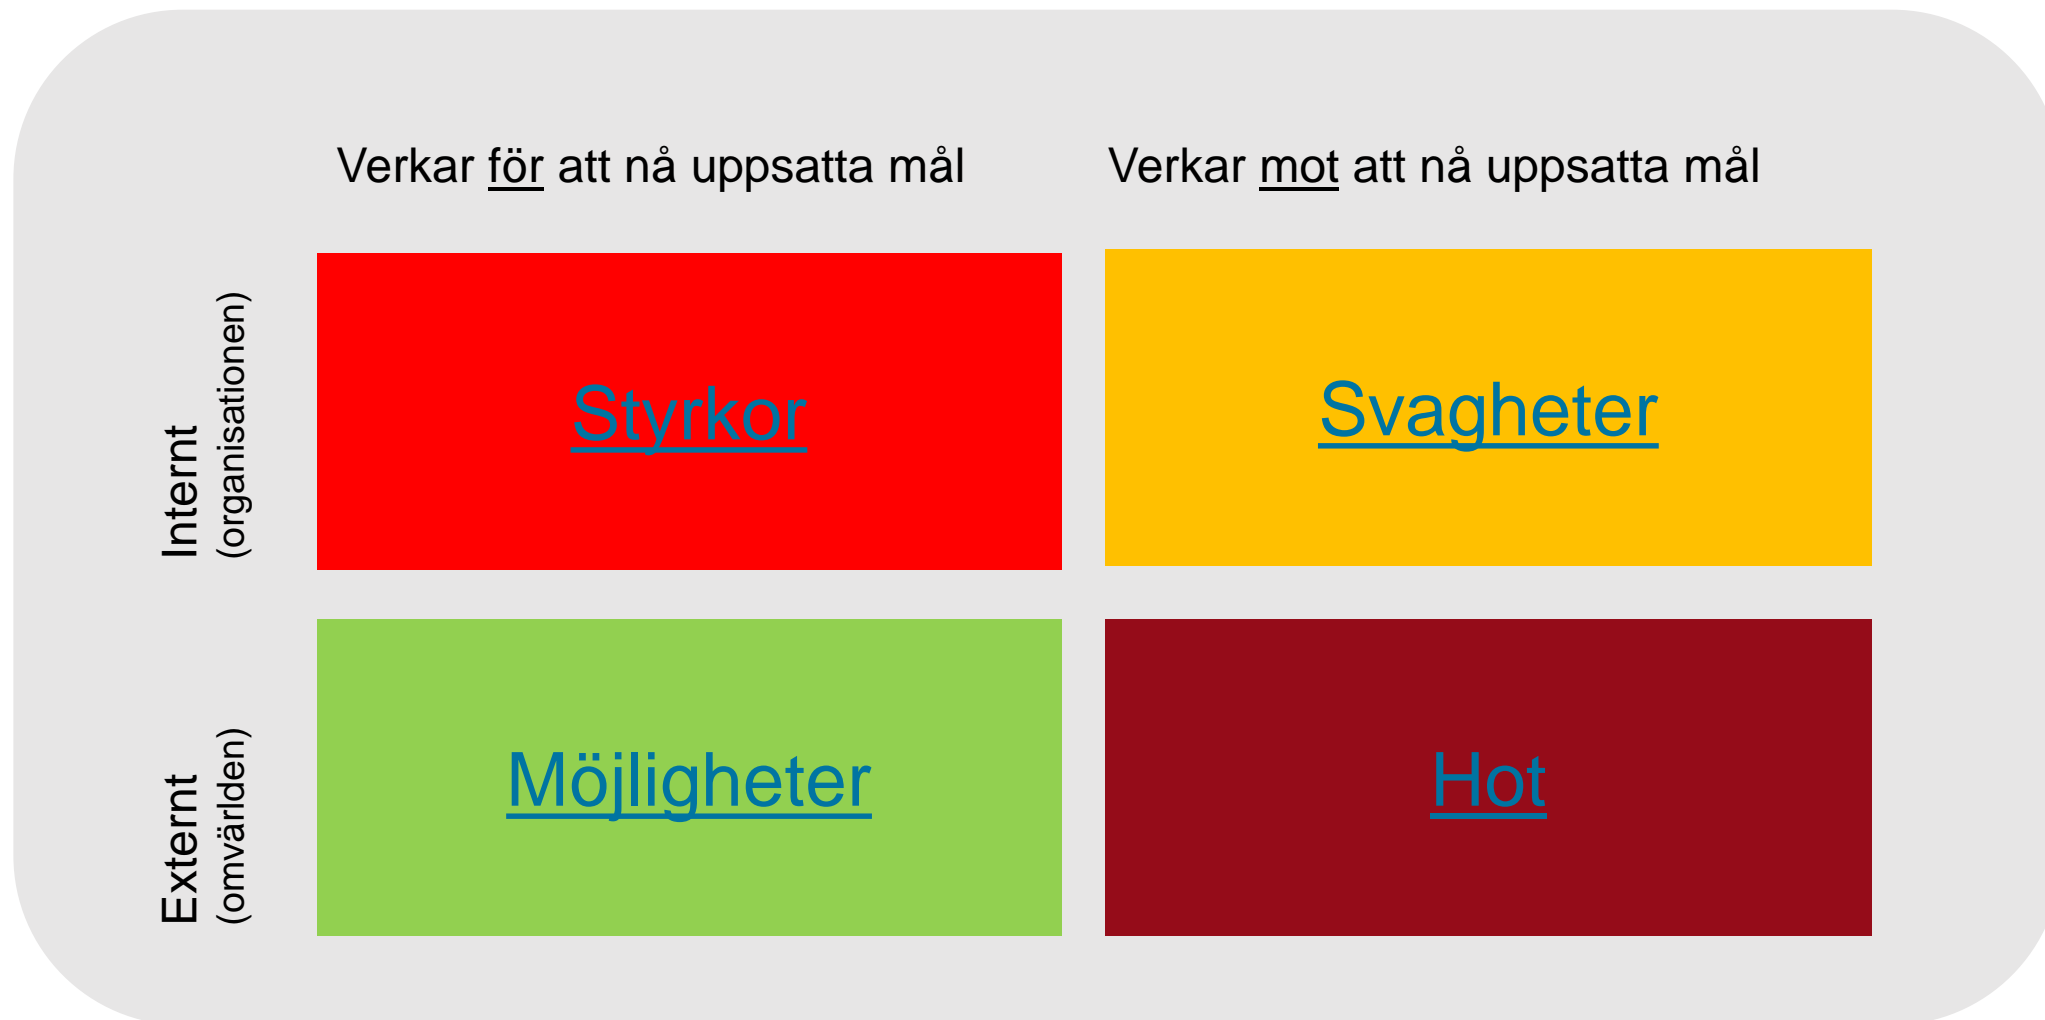 Verkar för att nå uppsatta mål
Verkar mot att nå uppsatta mål
Internt
(organisationen)
Styrkor
Svagheter
Externt
(omvärlden)
Möjligheter
Hot